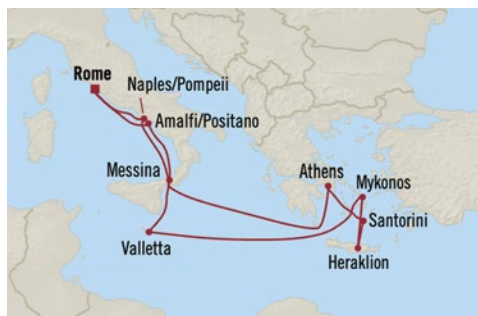 Rome
Naples/Pompeii
Amalfi/Positano
Messina
Athens
Mykonos
Santorini
Valletta
Heraklion